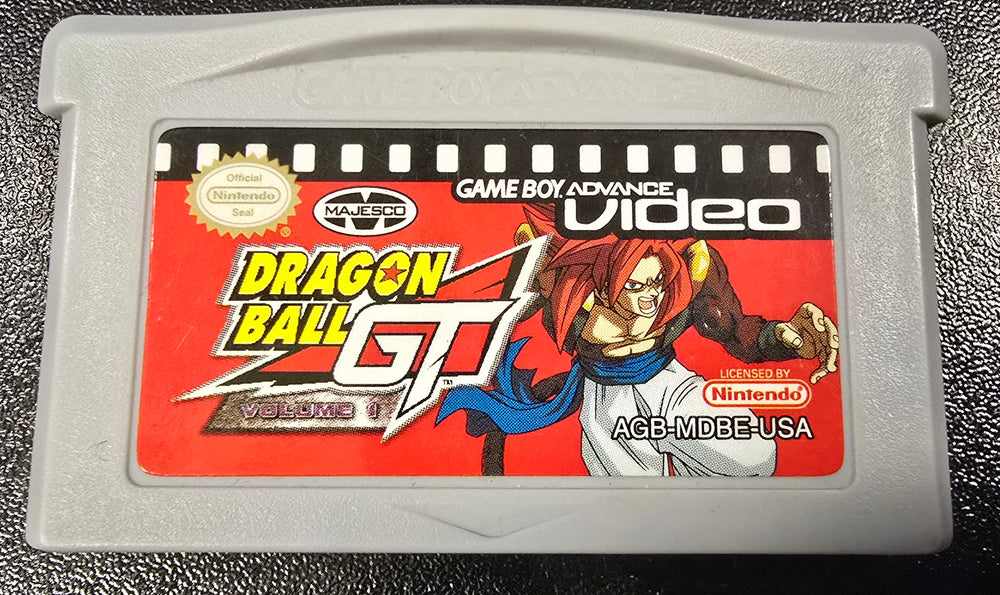 GAME BOY ADVANCE
Official
Nintendo
Seal
®
MAJESCO
GAME BOY ADVANCE
Video
DRAGON
BALL
GT
TM
VOLUME 1
LICENSED BY
Nintendo®
AGB-MDBE-USA